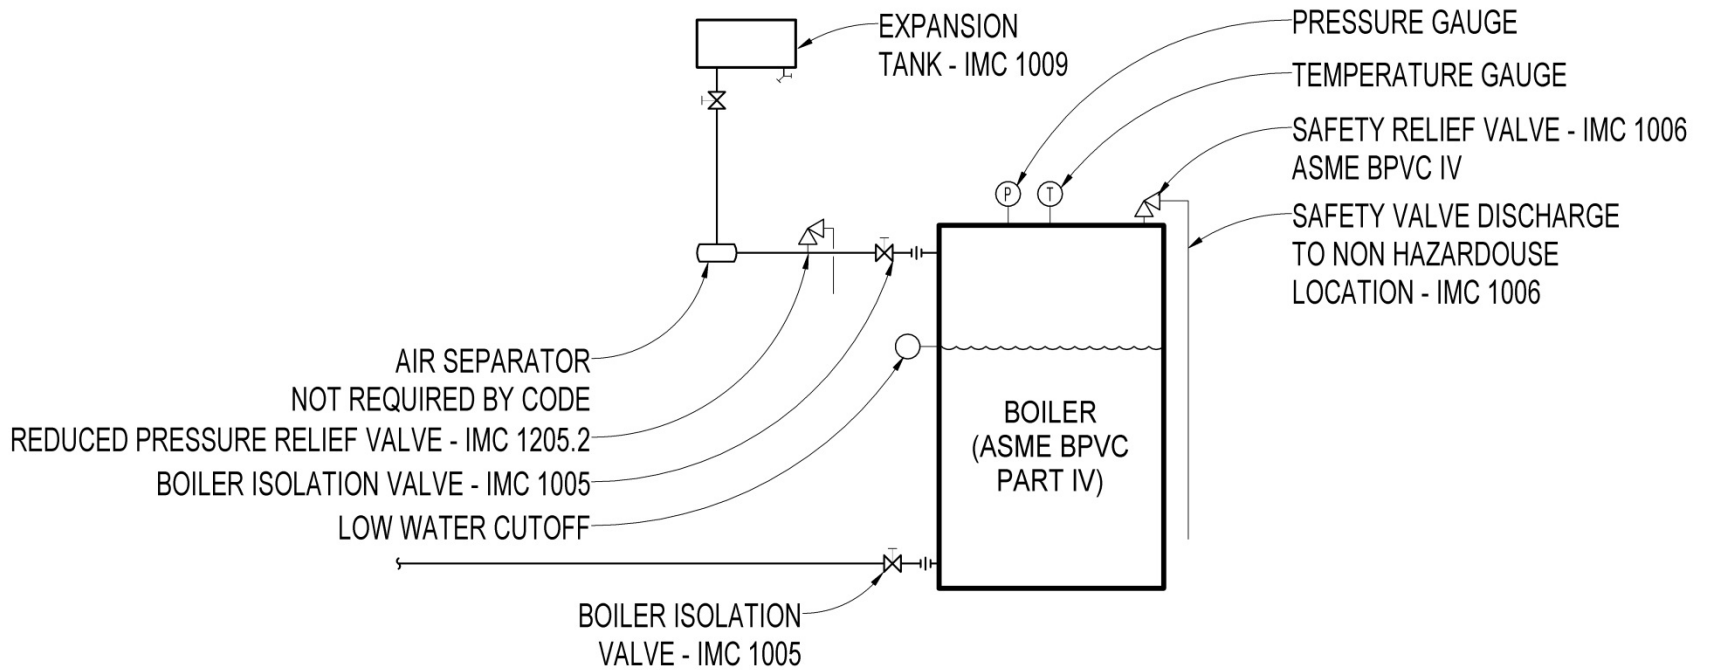 EXPANSION
TANK - IMC 1009
PRESSURE GAUGE
TEMPERATURE GAUGE
SAFETY RELIEF VALVE - IMC 1006
ASME BPVC IV
SAFETY VALVE DISCHARGE
TO NON HAZARDOUSE
LOCATION - IMC 1006
P
T
AIR SEPARATOR
NOT REQUIRED BY CODE
REDUCED PRESSURE RELIEF VALVE - IMC 1205.2
BOILER ISOLATION VALVE - IMC 1005
LOW WATER CUTOFF
BOILER
(ASME BPVC
PART IV)
BOILER ISOLATION
VALVE - IMC 1005